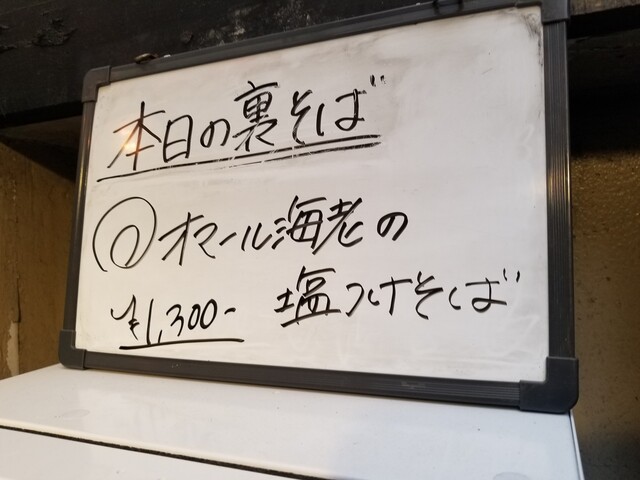 本日の裏そば
◎オマール海老の
塩つけそば
¥1,300-